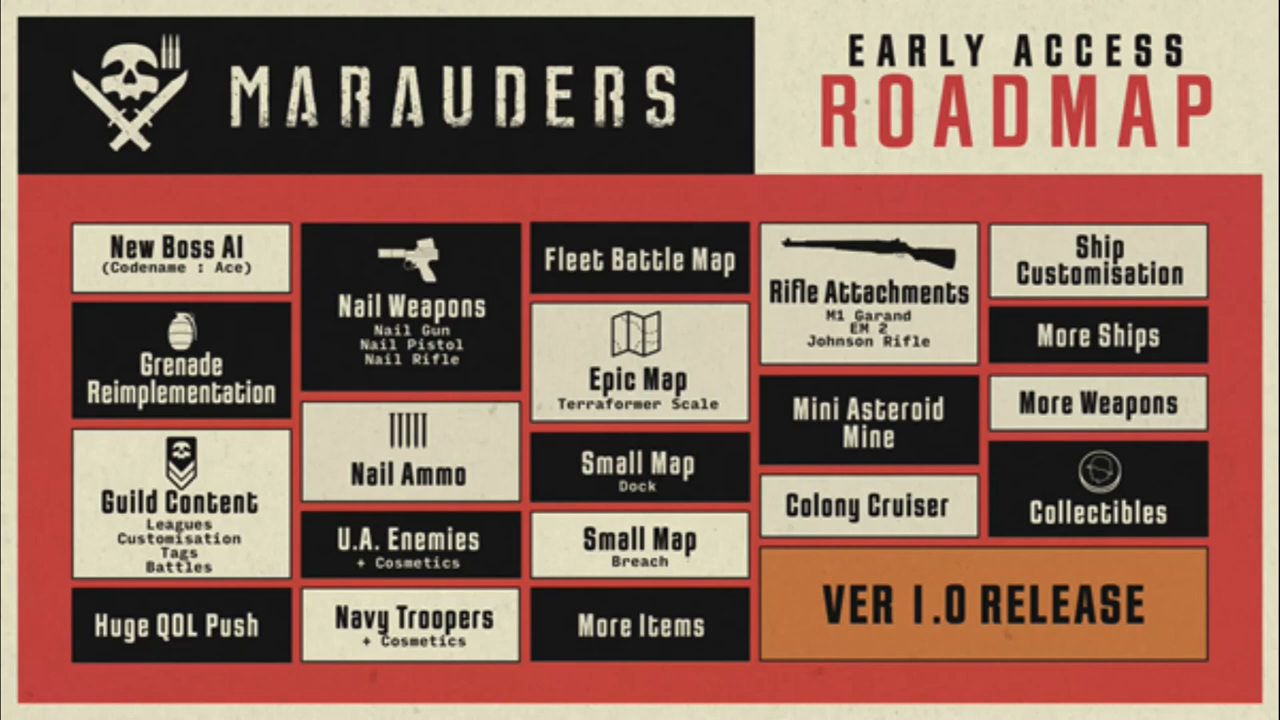 MARAUDERS
EARLY ACCESS
ROADMAP
New Boss AI
(Codename : Ace)
Grenade
Reimplementation
Guild Content
Leagues
Customisation
Tags
Battles
Huge QOL Push
Nail Weapons
Nail Gun
Nail Pistol
Nail Rifle
Nail Ammo
U.A. Enemies
+ Cosmetics
Navy Troopers
+ Cosmetics
Fleet Battle Map
Epic Map
Terraformer Scale
Small Map
Dock
Small Map
Breach
More Items
Rifle Attachments
M1 Garand
EM 2
Johnson Rifle
Mini Asteroid
Mine
Colony Cruiser
Ship
Customisation
More Ships
More Weapons
Collectibles
VER 1.0 RELEASE